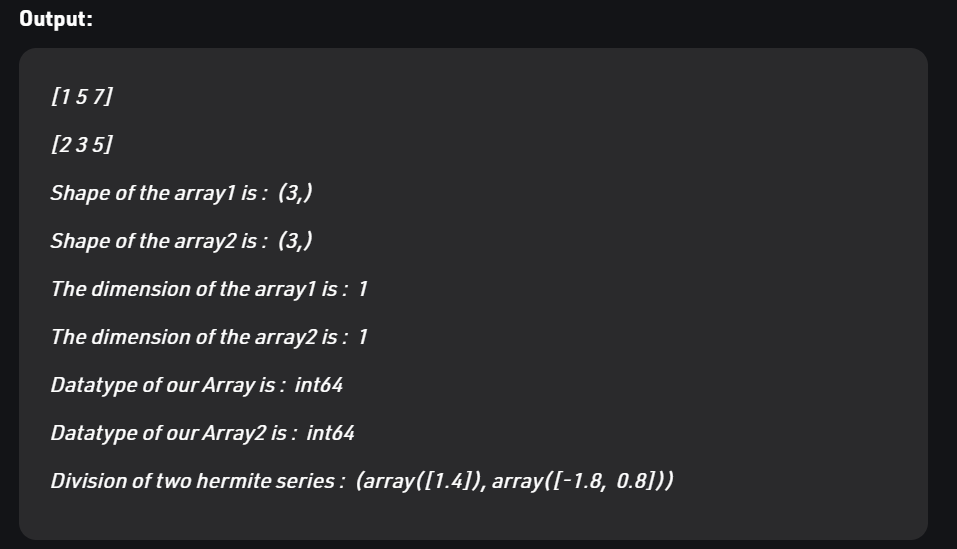 Output:
[1 5 7]
[2 3 5]
Shape of the array1 is :  (3,)
Shape of the array2 is :  (3,)
The dimension of the array1 is :  1
The dimension of the array2 is :  1
Datatype of our Array is :  int64
Datatype of our Array2 is :  int64
Division of two hermite series :  (array([1.4]), array([-1.8,  0.8]))